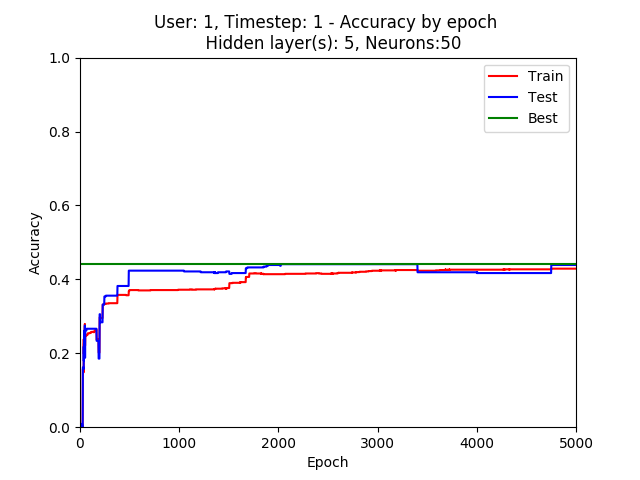 User: 1, Timestep: 1 - Accuracy by epoch
Hidden layer(s): 5, Neurons:50
1.0
0.8
0.6
0.4
0.2
0.0
Accuracy
Train
Test
Best
0 1000 2000 3000 4000 5000
Epoch